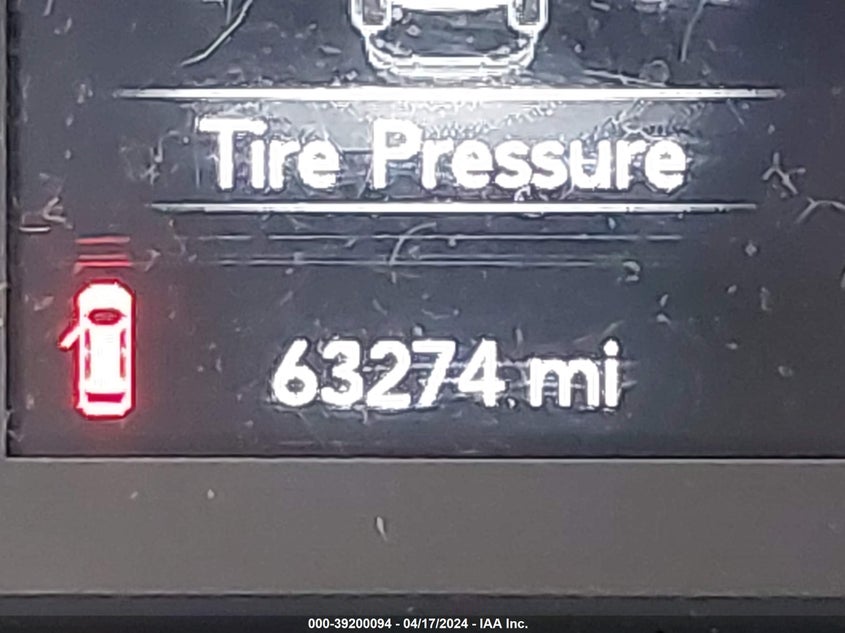 Tire Pressure
63274 mi
000-39200094 - 04/17/2024 - IAA Inc.